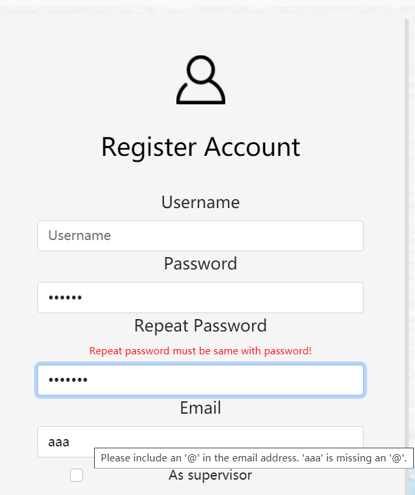 Register Account
Username
Username
Password
••••••
Repeat Password
Repeat password must be same with password!
•••••••
Email
aaa
Please include an '@' in the email address. 'aaa' is missing an '@'.
As supervisor